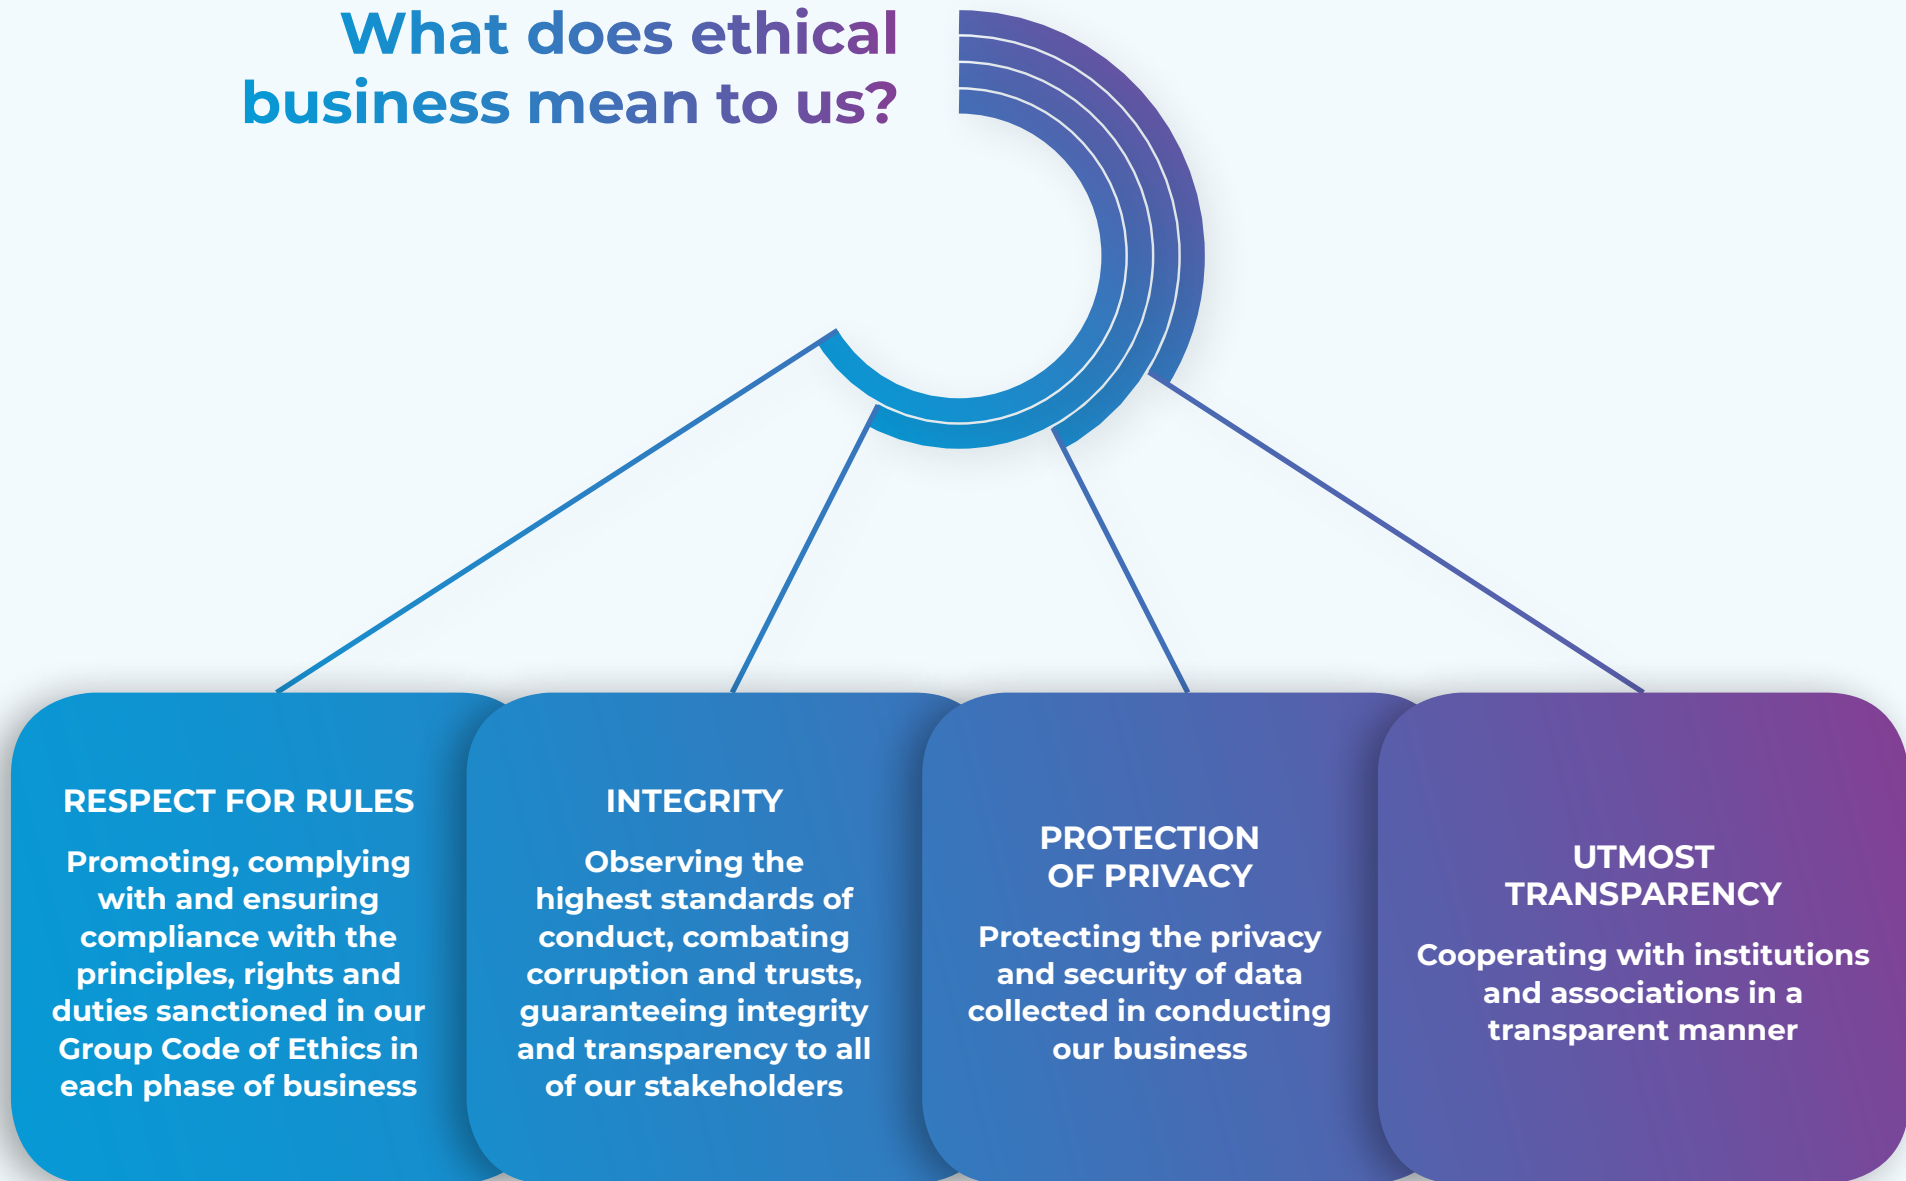 What does ethical
business mean to us?
RESPECT FOR RULES
Promoting, complying
with and ensuring
compliance with the
principles, rights and
duties sanctioned in our
Group Code of Ethics in
each phase of business
INTEGRITY
Observing the
highest standards of
conduct, combating
corruption and trusts,
guaranteeing integrity
and transparency to all
of our stakeholders
PROTECTION
OF PRIVACY
Protecting the privacy
and security of data
collected in conducting
our business
UTMOST
TRANSPARENCY
Cooperating with institutions
and associations in a
transparent manner